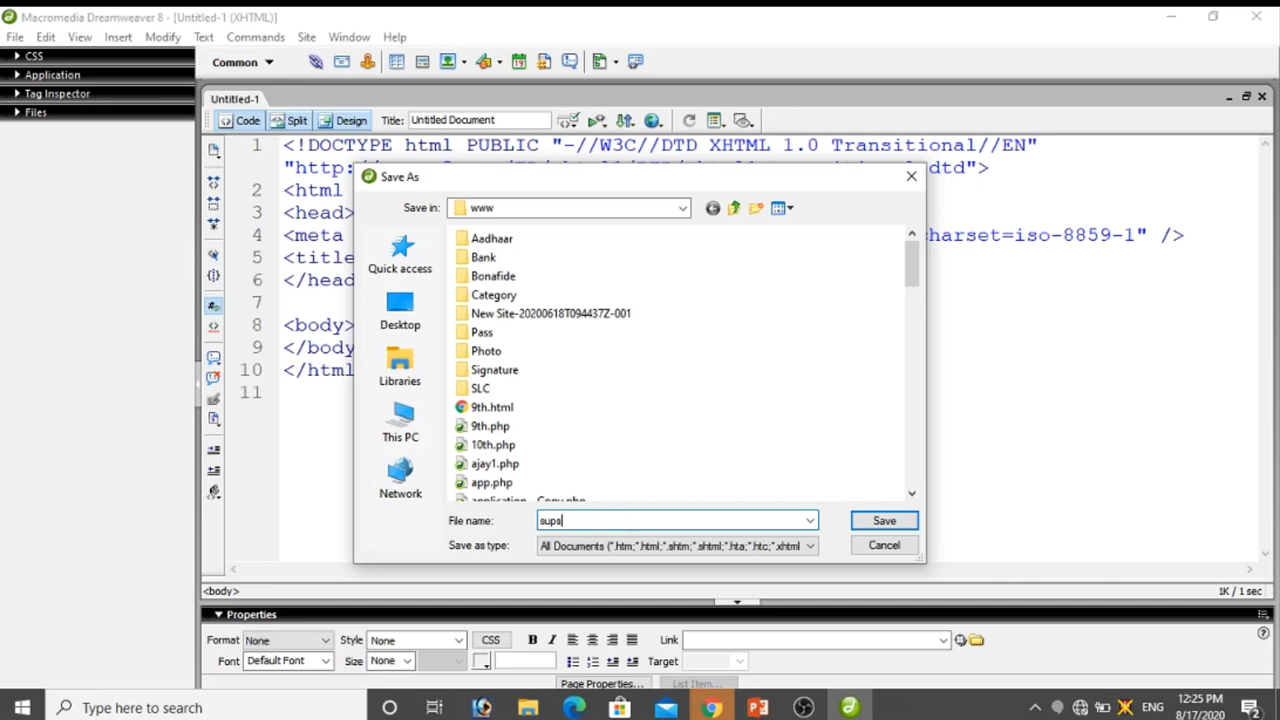 Macromedia Dreamweaver 8 - [Untitled-1 (XHTML)]
File Edit View Insert Modify Text Commands Site Window Help
CSS
Application
Tag Inspector
Files
Common
Untitled-1
Code Split Design Title: Untitled Document
1 <!DOCTYPE html PUBLIC "-//W3C//DTD XHTML 1.0 Transitional//EN"
"http:/ dtd">
2 <html
3 <head>
4 <meta charset=iso-8859-1" />
5 <title
6 </head
7
8 <body>
9 </body
10 </html
11
Save As
Save in: www
Quick access
Desktop
Libraries
This PC
Network
Aadhaar
Bank
Bonafide
Category
New Site-20200618T094437Z-001
Pass
Photo
Signature
SLC
9th.html
9th.php
10th.php
ajay1.php
app.php
application - Copy.php
File name: sups
Save
Save as type: All Documents (*.htm;*.html;*.shtm;*.shtml;*.hta;*.htc;*.xhtml
Cancel
<body> 1K / 1 sec
Properties
Format None Style None CSS B I Link
Font Default Font Size None Target
Page Properties... List Item...
Type here to search
ENG
12:25 PM
8/17/2020
2